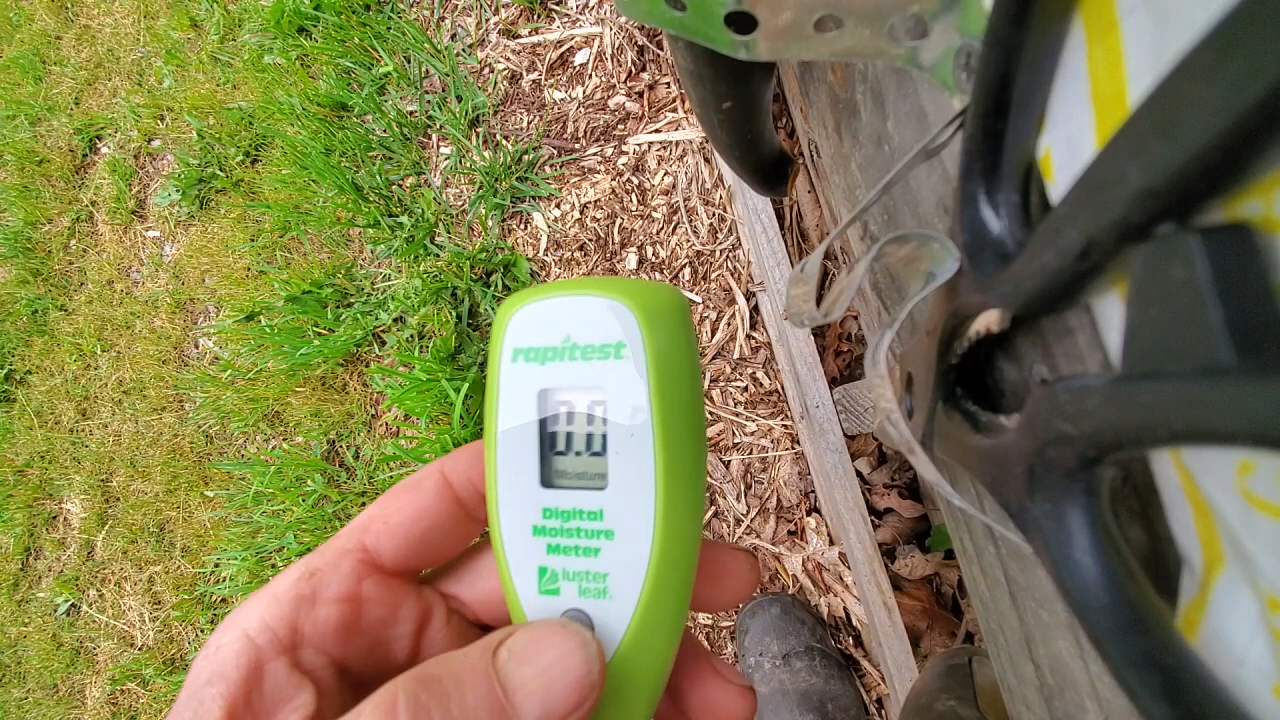 rapitest
0.0
Moisture
Digital
Moisture
Meter
luster
leaf